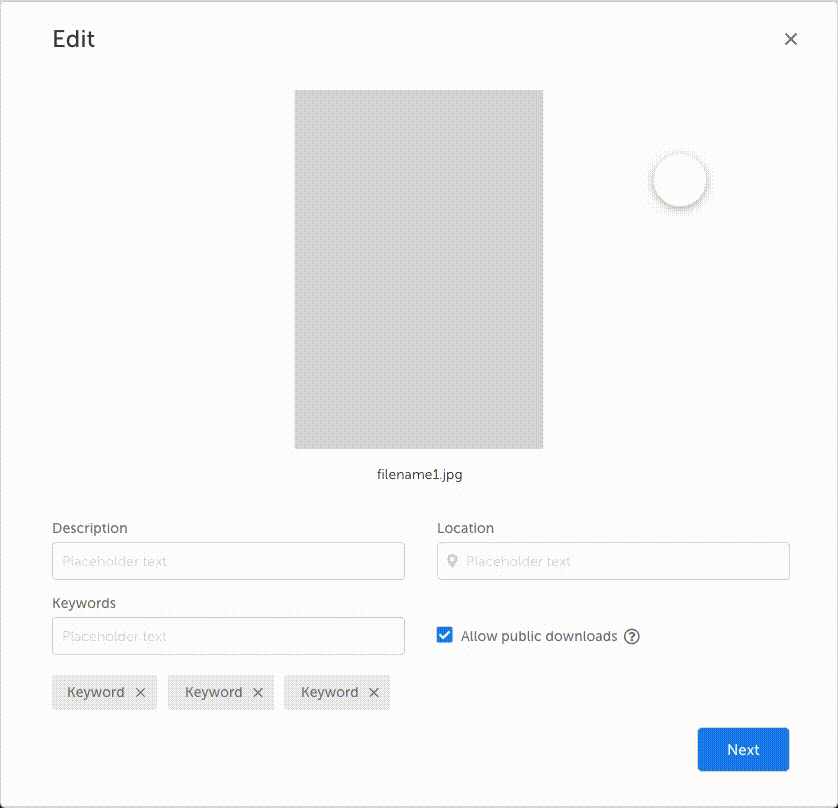 Edit
filename1.jpg
Description
Location
Placeholder text
Placeholder text
Keywords
Placeholder text
Allow public downloads ?
Keyword Keyword Keyword
Next